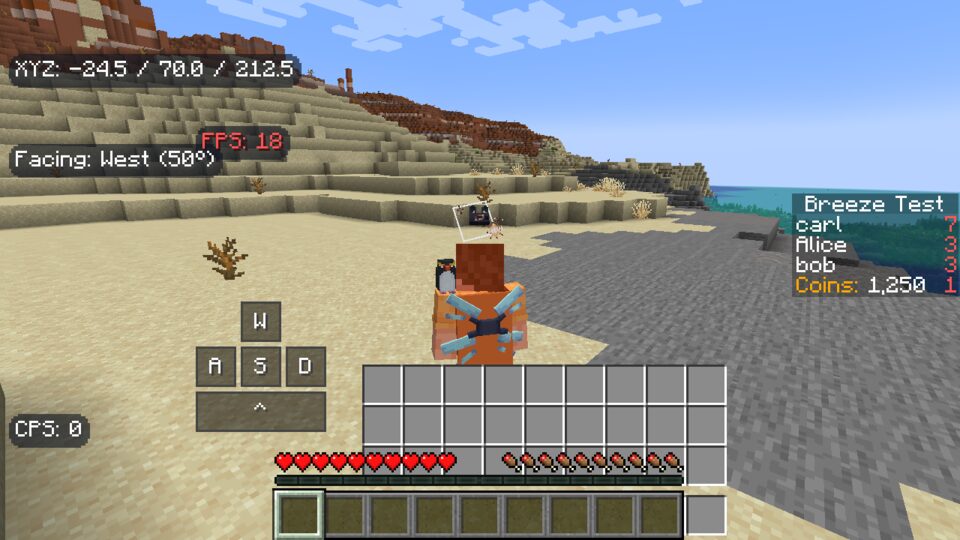 XYZ: -24.5 / 70.0 / 212.5
FPS: 18
Facing: West (50°)
Breeze Test
carl 7
Alice 3
bob 3
Coins: 1,250 1
W
A S D
^
CPS: 0